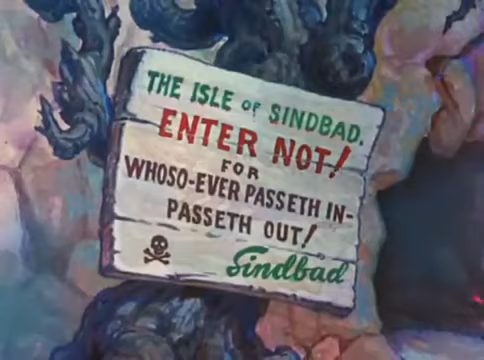 THE ISLE OF SINDBAD.
ENTER NOT!
FOR
WHOSO-EVER PASSETH IN-
PASSETH OUT!
Sindbad